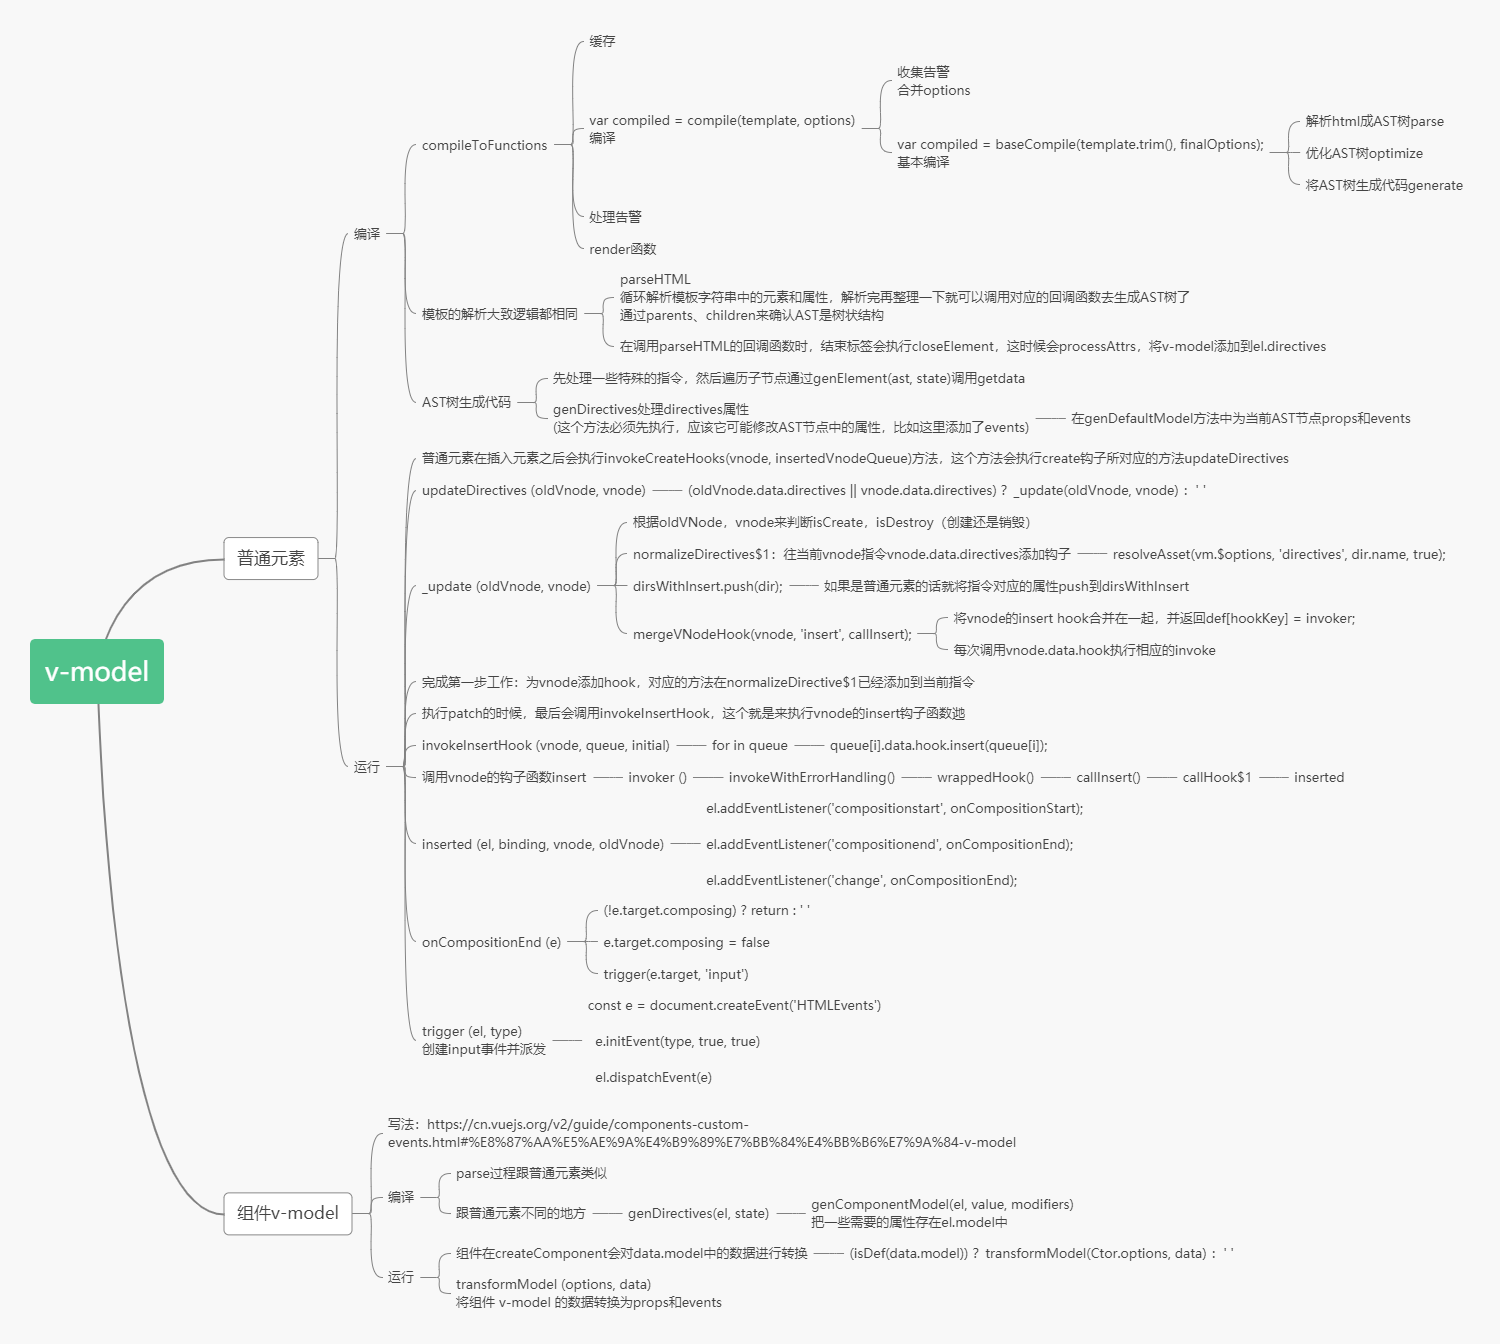 v-model
普通元素
编译
compileToFunctions
缓存
var compiled = compile(template, options)
编译
收集告警
合并options
var compiled = baseCompile(template.trim(), finalOptions);
基本编译
解析html成AST树parse
优化AST树optimize
将AST树生成代码generate
处理告警
render函数
模板的解析大致逻辑都相同
parseHTML
循环解析模板字符串中的元素和属性，解析完再整理一下就可以调用对应的回调函数去生成AST树了
通过parents、children来确认AST是树状结构
在调用parseHTML的回调函数时，结束标签会执行closeElement，这时候会processAttrs，将v-model添加到el.directives
AST树生成代码
先处理一些特殊的指令，然后遍历子节点通过genElement(ast, state)调用getdata
genDirectives处理directives属性
(这个方法必须先执行，应该它可能修改AST节点中的属性，比如这里添加了events)
在genDefaultModel方法中为当前AST节点props和events
运行
普通元素在插入元素之后会执行invokeCreateHooks(vnode, insertedVnodeQueue)方法，这个方法会执行create钩子所对应的方法updateDirectives
updateDirectives (oldVnode, vnode)
(oldVnode.data.directives || vnode.data.directives) ? _update(oldVnode, vnode) : ' '
_update (oldVnode, vnode)
根据oldVNode，vnode来判断isCreate，isDestroy（创建还是销毁）
normalizeDirectives$1：往当前vnode指令vnode.data.directives添加钩子
resolveAsset(vm.$options, 'directives', dir.name, true);
dirsWithInsert.push(dir);
如果是普通元素的话就将指令对应的属性push到dirsWithInsert
mergeVNodeHook(vnode, 'insert', callInsert);
将vnode的insert hook合并在一起，并返回def[hookKey] = invoker;
每次调用vnode.data.hook执行相应的invoke
完成第一步工作：为vnode添加hook，对应的方法在normalizeDirective$1已经添加到当前指令
执行patch的时候，最后会调用invokeInsertHook，这个就是来执行vnode的insert钩子函数逊
invokeInsertHook (vnode, queue, initial)
for in queue
queue[i].data.hook.insert(queue[i]);
调用vnode的钩子函数insert
invoker ()
invokeWithErrorHandling()
wrappedHook()
callInsert()
callHook$1
inserted
inserted (el, binding, vnode, oldVnode)
el.addEventListener('compositionstart', onCompositionStart);
el.addEventListener('compositionend', onCompositionEnd);
el.addEventListener('change', onCompositionEnd);
onCompositionEnd (e)
(!e.target.composing) ? return : ' '
e.target.composing = false
trigger(e.target, 'input')
trigger (el, type)
创建input事件并派发
const e = document.createEvent('HTMLEvents')
e.initEvent(type, true, true)
el.dispatchEvent(e)
组件v-model
写法：https://cn.vuejs.org/v2/guide/components-custom-
events.html#%E8%87%AA%E5%AE%9A%E4%B9%89%E7%BB%84%E4%BB%B6%E7%9A%84-v-model
编译
parse过程跟普通元素类似
跟普通元素不同的地方
genDirectives(el, state)
genComponentModel(el, value, modifiers)
把一些需要的属性存在el.model中
运行
组件在createComponent会对data.model中的数据进行转换
(isDef(data.model)) ? transformModel(Ctor.options, data) : ' '
transformModel (options, data)
将组件 v-model 的数据转换为props和events